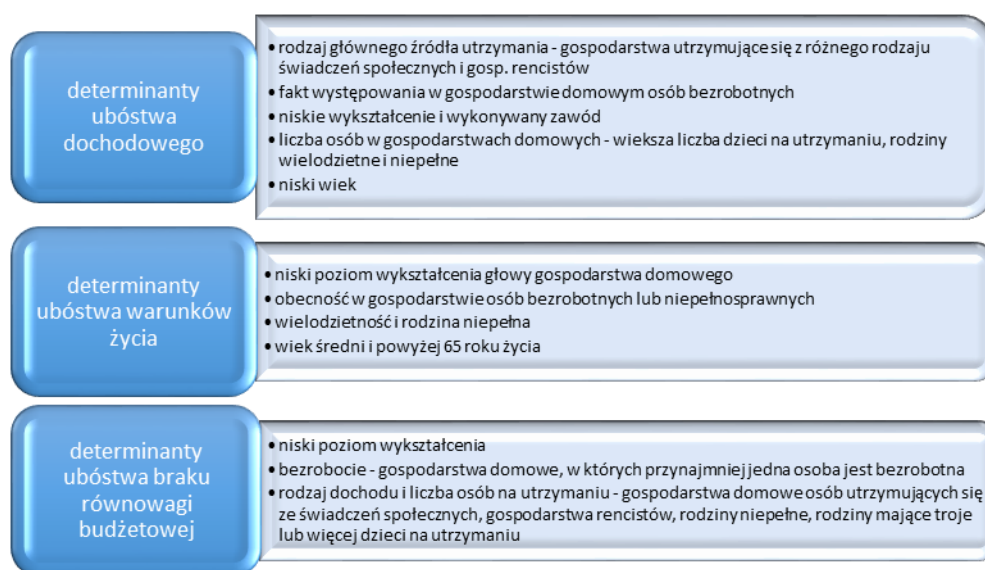 determinanty
ubóstwa
dochodowego
• rodzaj głównego źródła utrzymania - gospodarstwa utrzymujące się z różnego rodzaju
świadczeń społecznych i gosp. rencistów
• fakt występowania w gospodarstwie domowym osób bezrobotnych
• niskie wykształcenie i wykonywany zawód
• liczba osób w gospodarstwach domowych - wieksza liczba dzieci na utrzymaniu, rodziny
wielodzietne i niepełne
• niski wiek
determinanty
ubóstwa warunków
życia
• niski poziom wykształcenia głowy gospodarstwa domowego
• obecność w gospodarstwie osób bezrobotnych lub niepełnosprawnych
• wielodzietność i rodzina niepełna
• wiek średni i powyżej 65 roku życia
determinanty
ubóstwa braku
równowagi
budżetowej
• niski poziom wykształcenia
• bezrobocie - gospodarstwa domowe, w których przynajmniej jedna osoba jest bezrobotna
• rodzaj dochodu i liczba osób na utrzymaniu - gospodarstwa domowe osób utrzymujących się
ze świadczeń społecznych, gospodarstwa rencistów, rodziny niepełne, rodziny mające troje
lub więcej dzieci na utrzymaniu